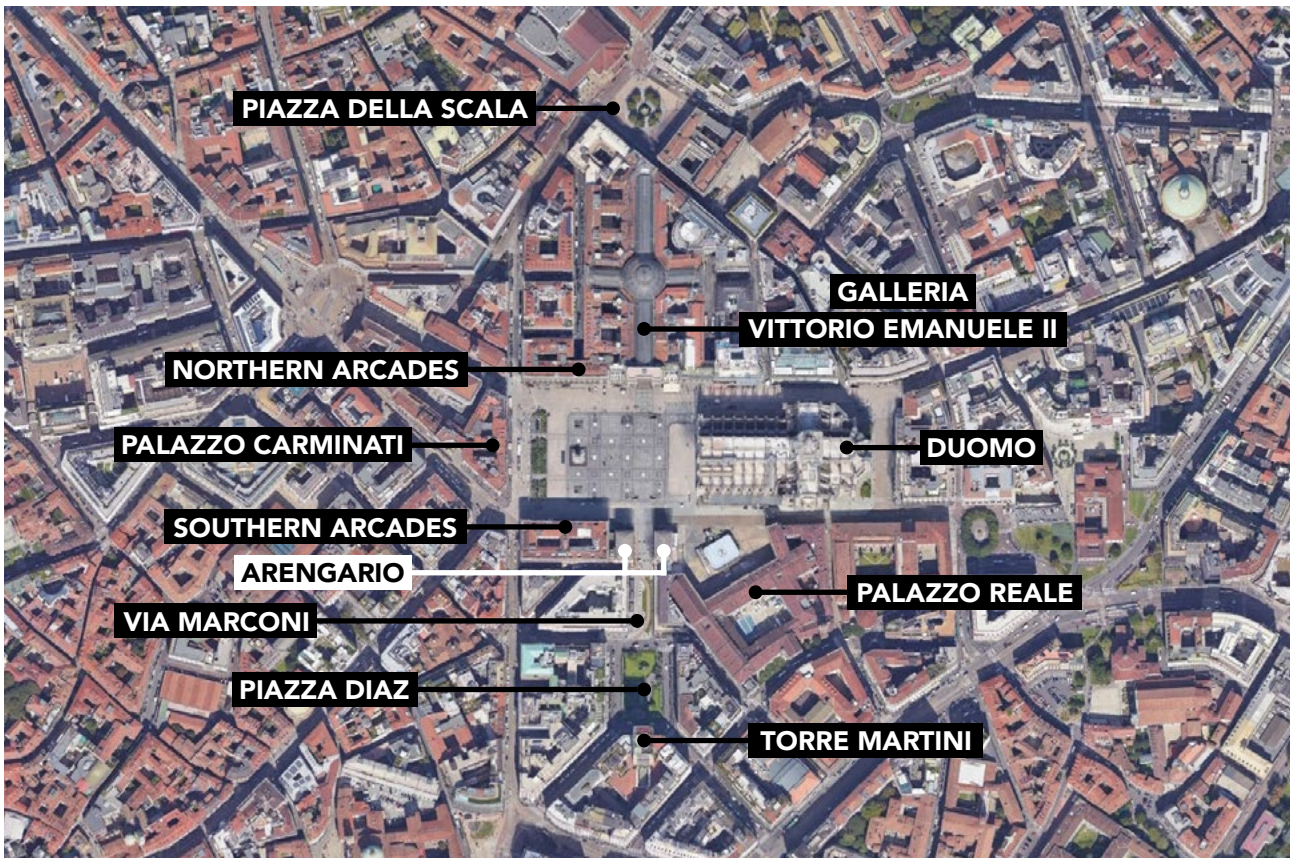 PIAZZA DELLA SCALA
GALLERIA
VITTORIO EMANUELE II
NORTHERN ARCADES
PALAZZO CARMINATI
DUOMO
SOUTHERN ARCADES
ARENGARIO
PALAZZO REALE
VIA MARCONI
PIAZZA DIAZ
TORRE MARTINI